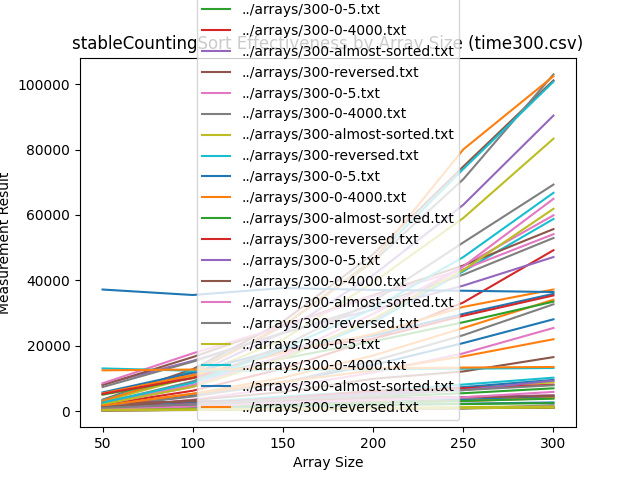 stableCountingSort Effectiveness by Array Size (time300.csv)
../arrays/300-0-5.txt
../arrays/300-0-4000.txt
../arrays/300-almost-sorted.txt
../arrays/300-reversed.txt
../arrays/300-0-5.txt
../arrays/300-0-4000.txt
../arrays/300-almost-sorted.txt
../arrays/300-reversed.txt
../arrays/300-0-5.txt
../arrays/300-0-4000.txt
../arrays/300-almost-sorted.txt
../arrays/300-reversed.txt
../arrays/300-0-5.txt
../arrays/300-0-4000.txt
../arrays/300-almost-sorted.txt
../arrays/300-reversed.txt
../arrays/300-0-5.txt
../arrays/300-0-4000.txt
../arrays/300-almost-sorted.txt
../arrays/300-reversed.txt
Measurement Result
100000
80000
60000
40000
20000
0
50 100 150 200 250 300
Array Size